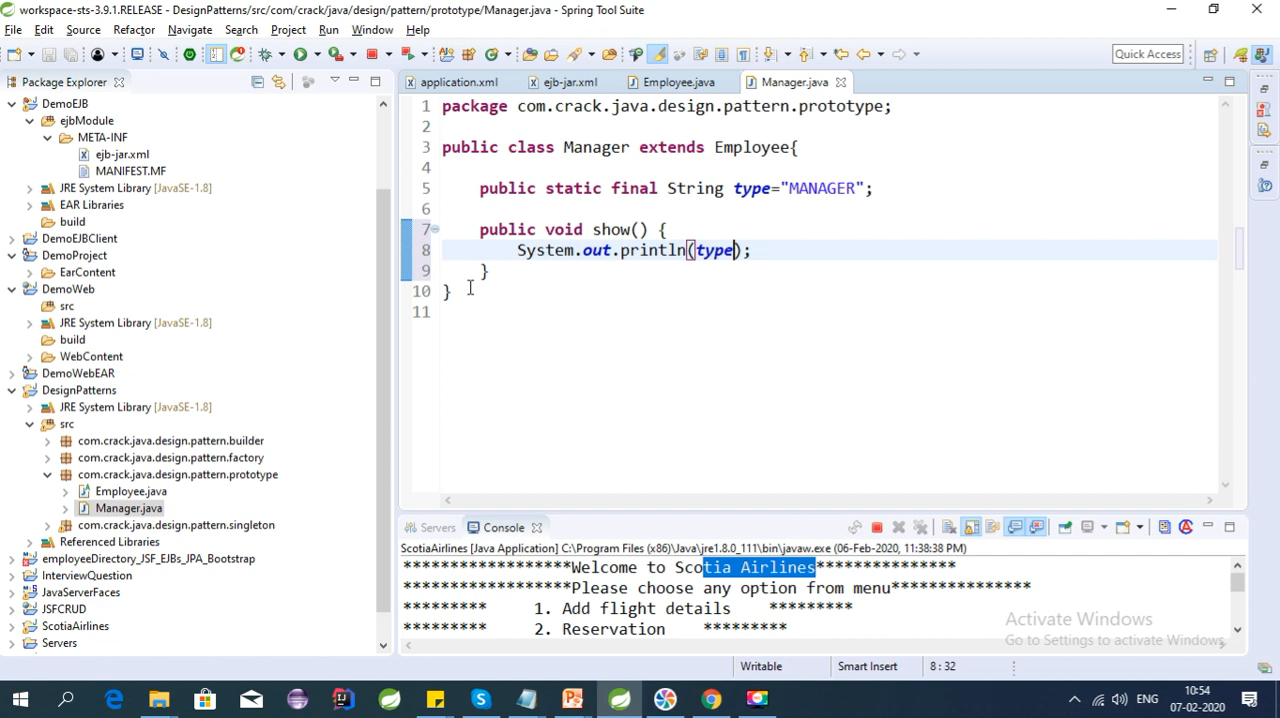 workspace-sts-3.9.1.RELEASE - DesignPatterns/src/com/crack/java/design/pattern/prototype/Manager.java - Spring Tool Suite
File Edit Source Refactor Navigate Search Project Run Window Help
Quick Access
Package Explorer
application.xml ejb-jar.xml Employee.java Manager.java
DemoEJB
ejbModule
META-INF
ejb-jar.xml
MANIFEST.MF
JRE System Library [JavaSE-1.8]
EAR Libraries
build
DemoEJBClient
DemoProject
EarContent
DemoWeb
src
JRE System Library [JavaSE-1.8]
build
WebContent
DemoWebEAR
DesignPatterns
JRE System Library [JavaSE-1.8]
src
com.crack.java.design.pattern.builder
com.crack.java.design.pattern.factory
com.crack.java.design.pattern.prototype
Employee.java
Manager.java
com.crack.java.design.pattern.singleton
Referenced Libraries
employeeDirectory_JSF_EJBs_JPA_Bootstrap
InterviewQuestion
JavaServerFaces
JSFCRUD
ScotiaAirlines
Servers
1 package com.crack.java.design.pattern.prototype;
2
3 public class Manager extends Employee{
4
5 public static final String type="MANAGER";
6
7 public void show() {
8 System.out.println(type);
9 }
10 }
11
Servers Console
ScotiaAirlines [Java Application] C:\Program Files (x86)\Java\jre1.8.0_111\bin\javaw.exe (06-Feb-2020, 11:38:38 PM)
******************Welcome to Scotia Airlines***************
******************Please choose any option from menu***************
********* 1. Add flight details *********
********* 2. Reservation *********
Activate Windows
Go to Settings to activate Windows.
Writable Smart Insert 8 : 32
ENG 10:54
07-02-2020